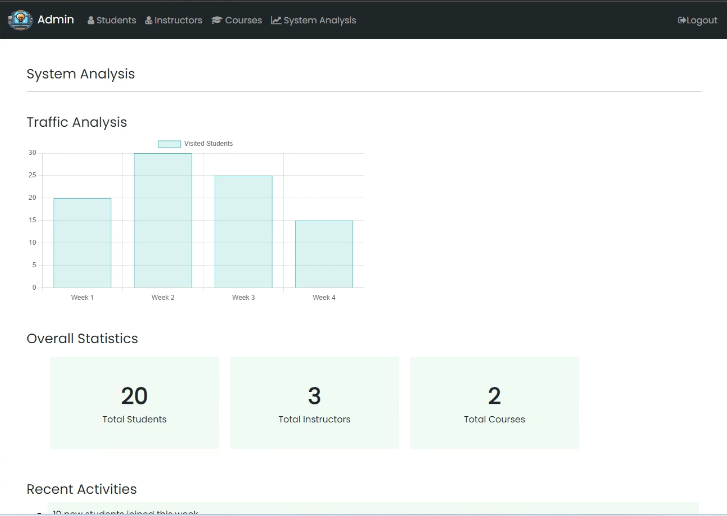 Admin Students Instructors Courses System Analysis Logout
System Analysis
Traffic Analysis
Visited Students
30
25
20
15
10
5
0
Week 1 Week 2 Week 3 Week 4
Overall Statistics
20 3 2
Total Students Total Instructors Total Courses
Recent Activities
10 new students joined this week